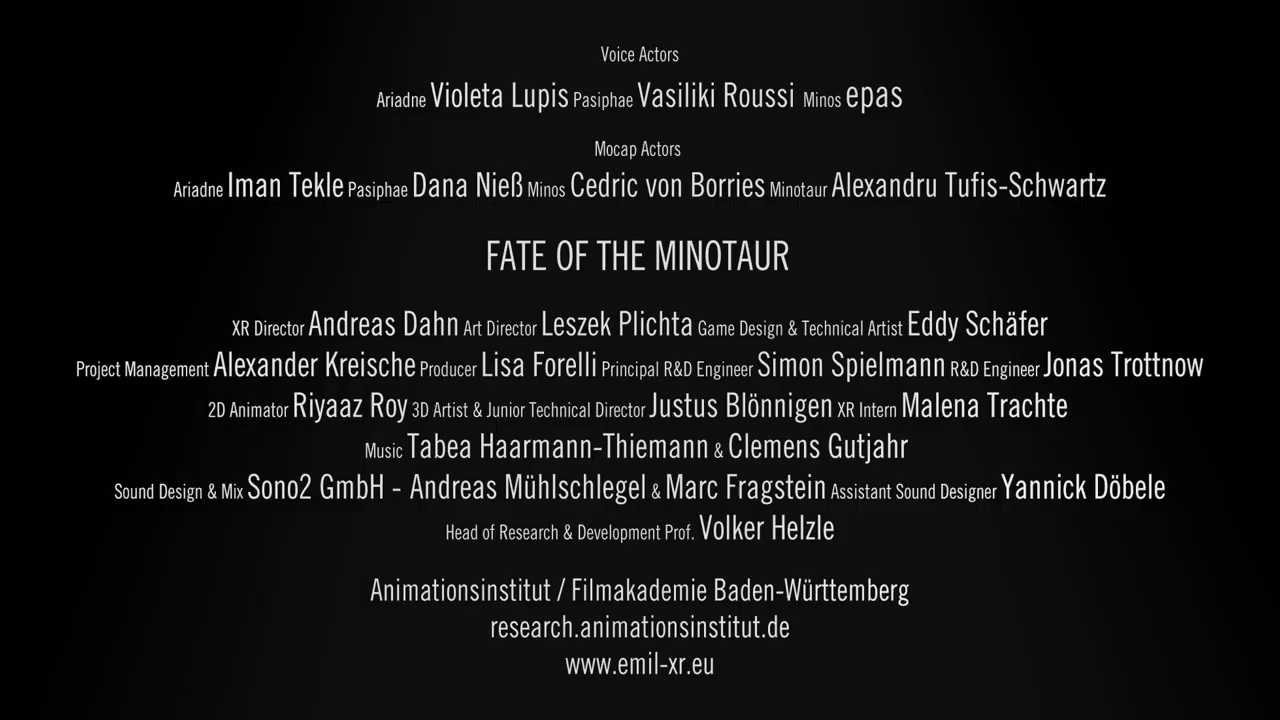 Voice Actors
Ariadne Violeta Lupis Pasiphae Vasiliki Roussi Minos epas
Mocap Actors
Ariadne Iman Tekle Pasiphae Dana Nieß Minos Cedric von Borries Minotaur Alexandru Tufis-Schwartz
FATE OF THE MINOTAUR
XR Director Andreas Dahn Art Director Leszek Plichta Game Design & Technical Artist Eddy Schäfer
Project Management Alexander Kreische Producer Lisa Forelli Principal R&D Engineer Simon Spielmann R&D Engineer Jonas Trottnow
2D Animator Riyaaz Roy 3D Artist & Junior Technical Director Justus Blönnigen XR Intern Malena Trachte
Music Tabea Haarmann-Thiemann & Clemens Gutjahr
Sound Design & Mix Sono2 GmbH - Andreas Mühlschlegel & Marc Fragstein Assistant Sound Designer Yannick Döbele
Head of Research & Development Prof. Volker Helzle
Animationsinstitut / Filmakademie Baden-Württemberg
research.animationsinstitut.de
www.emil-xr.eu